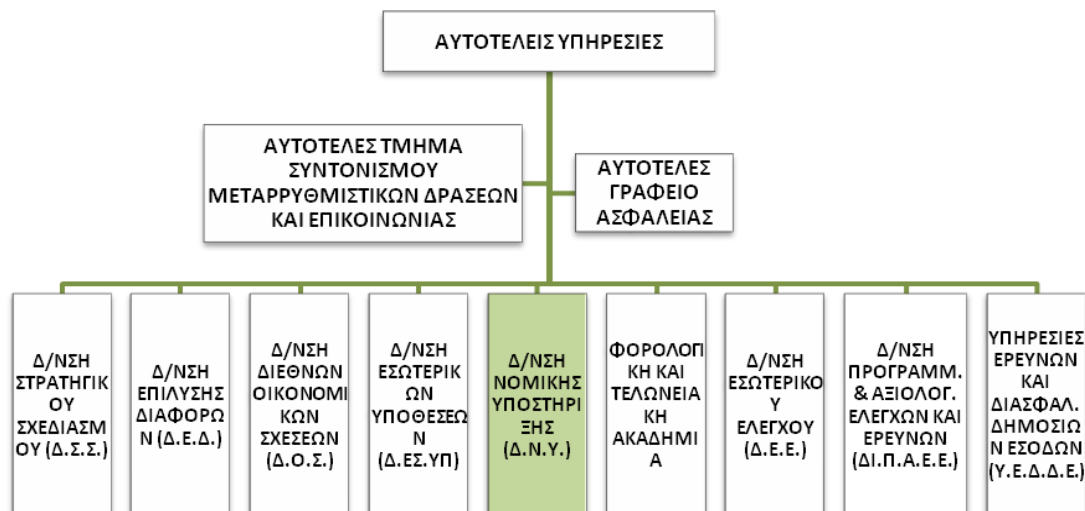 ΑΥΤΟΤΕΛΕΙΣ ΥΠΗΡΕΣΙΕΣ
ΑΥΤΟΤΕΛΕΣ ΤΜΗΜΑ
ΣΥΝΤΟΝΙΣΜΟΥ
ΜΕΤΑΡΡΥΘΜΙΣΤΙΚΩΝ ΔΡΑΣΕΩΝ
ΚΑΙ ΕΠΙΚΟΙΝΩΝΙΑΣ
ΑΥΤΟΤΕΛΕΣ
ΓΡΑΦΕΙΟ
ΑΣΦΑΛΕΙΑΣ
Δ/ΝΣΗ
ΣΤΡΑΤΗΓΙΚ
ΟΥ
ΣΧΕΔΙΑΣΜ
ΟΥ (Δ.Σ.Σ.)
Δ/ΝΣΗ
ΕΠΙΛΥΣΗΣ
ΔΙΑΦΟΡΩ
Ν (Δ.Ε.Δ.)
Δ/ΝΣΗ
ΔΙΕΘΝΩΝ
ΟΙΚΟΝΟΜΙ
ΚΩΝ
ΣΧΕΣΕΩΝ
(Δ.Ο.Σ.)
Δ/ΝΣΗ
ΕΣΩΤΕΡΙΚ
ΩΝ
ΥΠΟΘΕΣΕΩ
Ν
(Δ.ΕΣ.ΥΠ)
Δ/ΝΣΗ
ΝΟΜΙΚΗΣ
ΥΠΟΣΤΗΡΙ
ΞΗΣ
(Δ.Ν.Υ.)
ΦΟΡΟΛΟΓΙ
ΚΗ ΚΑΙ
ΤΕΛΩΝΕΙΑ
ΚΗ
ΑΚΑΔΗΜΙ
Α
Δ/ΝΣΗ
ΕΣΩΤΕΡΙΚΟ
Υ
ΕΛΕΓΧΟΥ
(Δ.Ε.Ε.)
Δ/ΝΣΗ
ΠΡΟΓΡΑΜΜ.
& ΑΞΙΟΛΟΓ.
ΕΛΕΓΧΩΝ ΚΑΙ
ΕΡΕΥΝΩΝ
(ΔΙ.Π.Α.Ε.Ε.)
ΥΠΗΡΕΣΙΕΣ
ΕΡΕΥΝΩΝ
ΚΑΙ
ΔΙΑΣΦΑΛ.
ΔΗΜΟΣΙΩ
Ν ΕΣΟΔΩΝ
(Υ.Ε.Δ.Δ.Ε.)